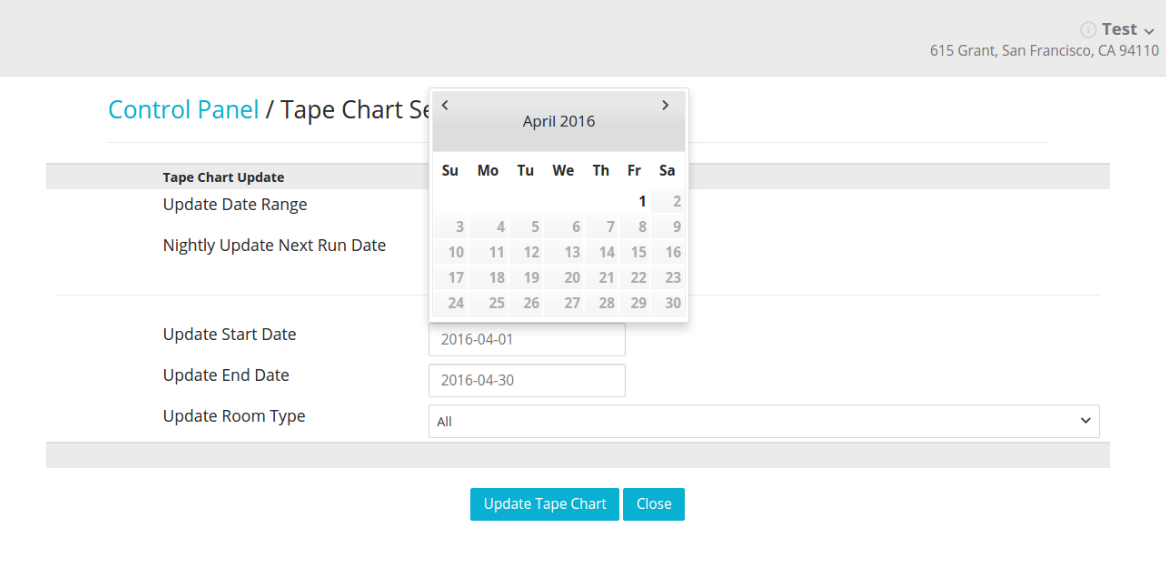 Test
615 Grant, San Francisco, CA 94110
Control Panel / Tape Chart Se
April 2016
Su Mo Tu We Th Fr Sa
1 2
3 4 5 6 7 8 9
10 11 12 13 14 15 16
17 18 19 20 21 22 23
24 25 26 27 28 29 30
Tape Chart Update
Update Date Range
Nightly Update Next Run Date
Update Start Date 2016-04-01
Update End Date 2016-04-30
Update Room Type All
Update Tape Chart Close